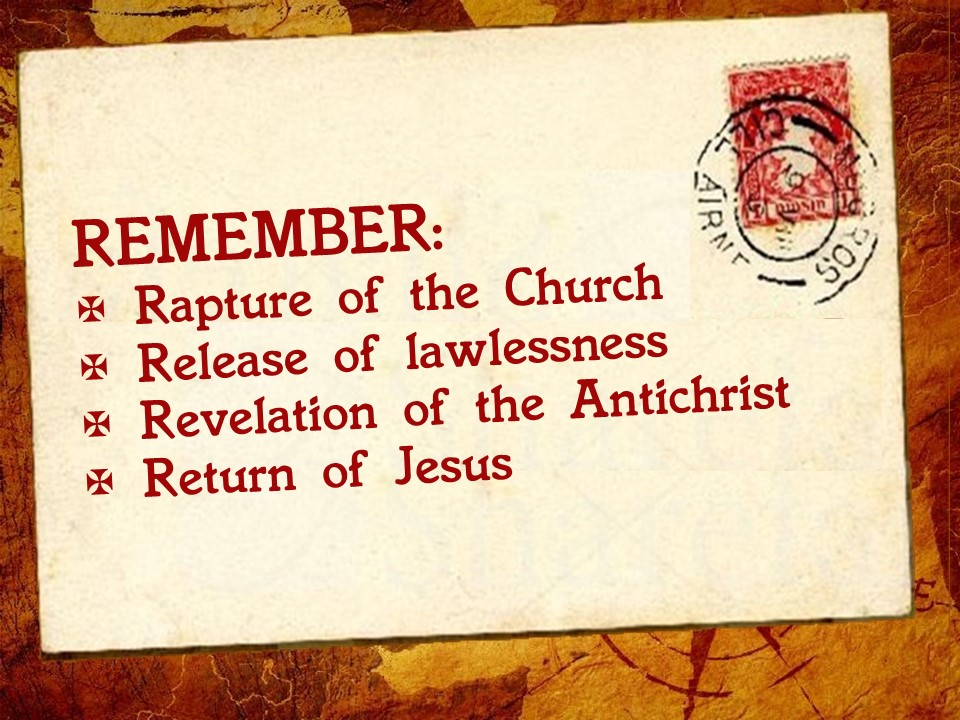 REMEMBER:
✠ Rapture of the Church
✠ Release of lawlessness
✠ Revelation of the Antichrist
✠ Return of Jesus